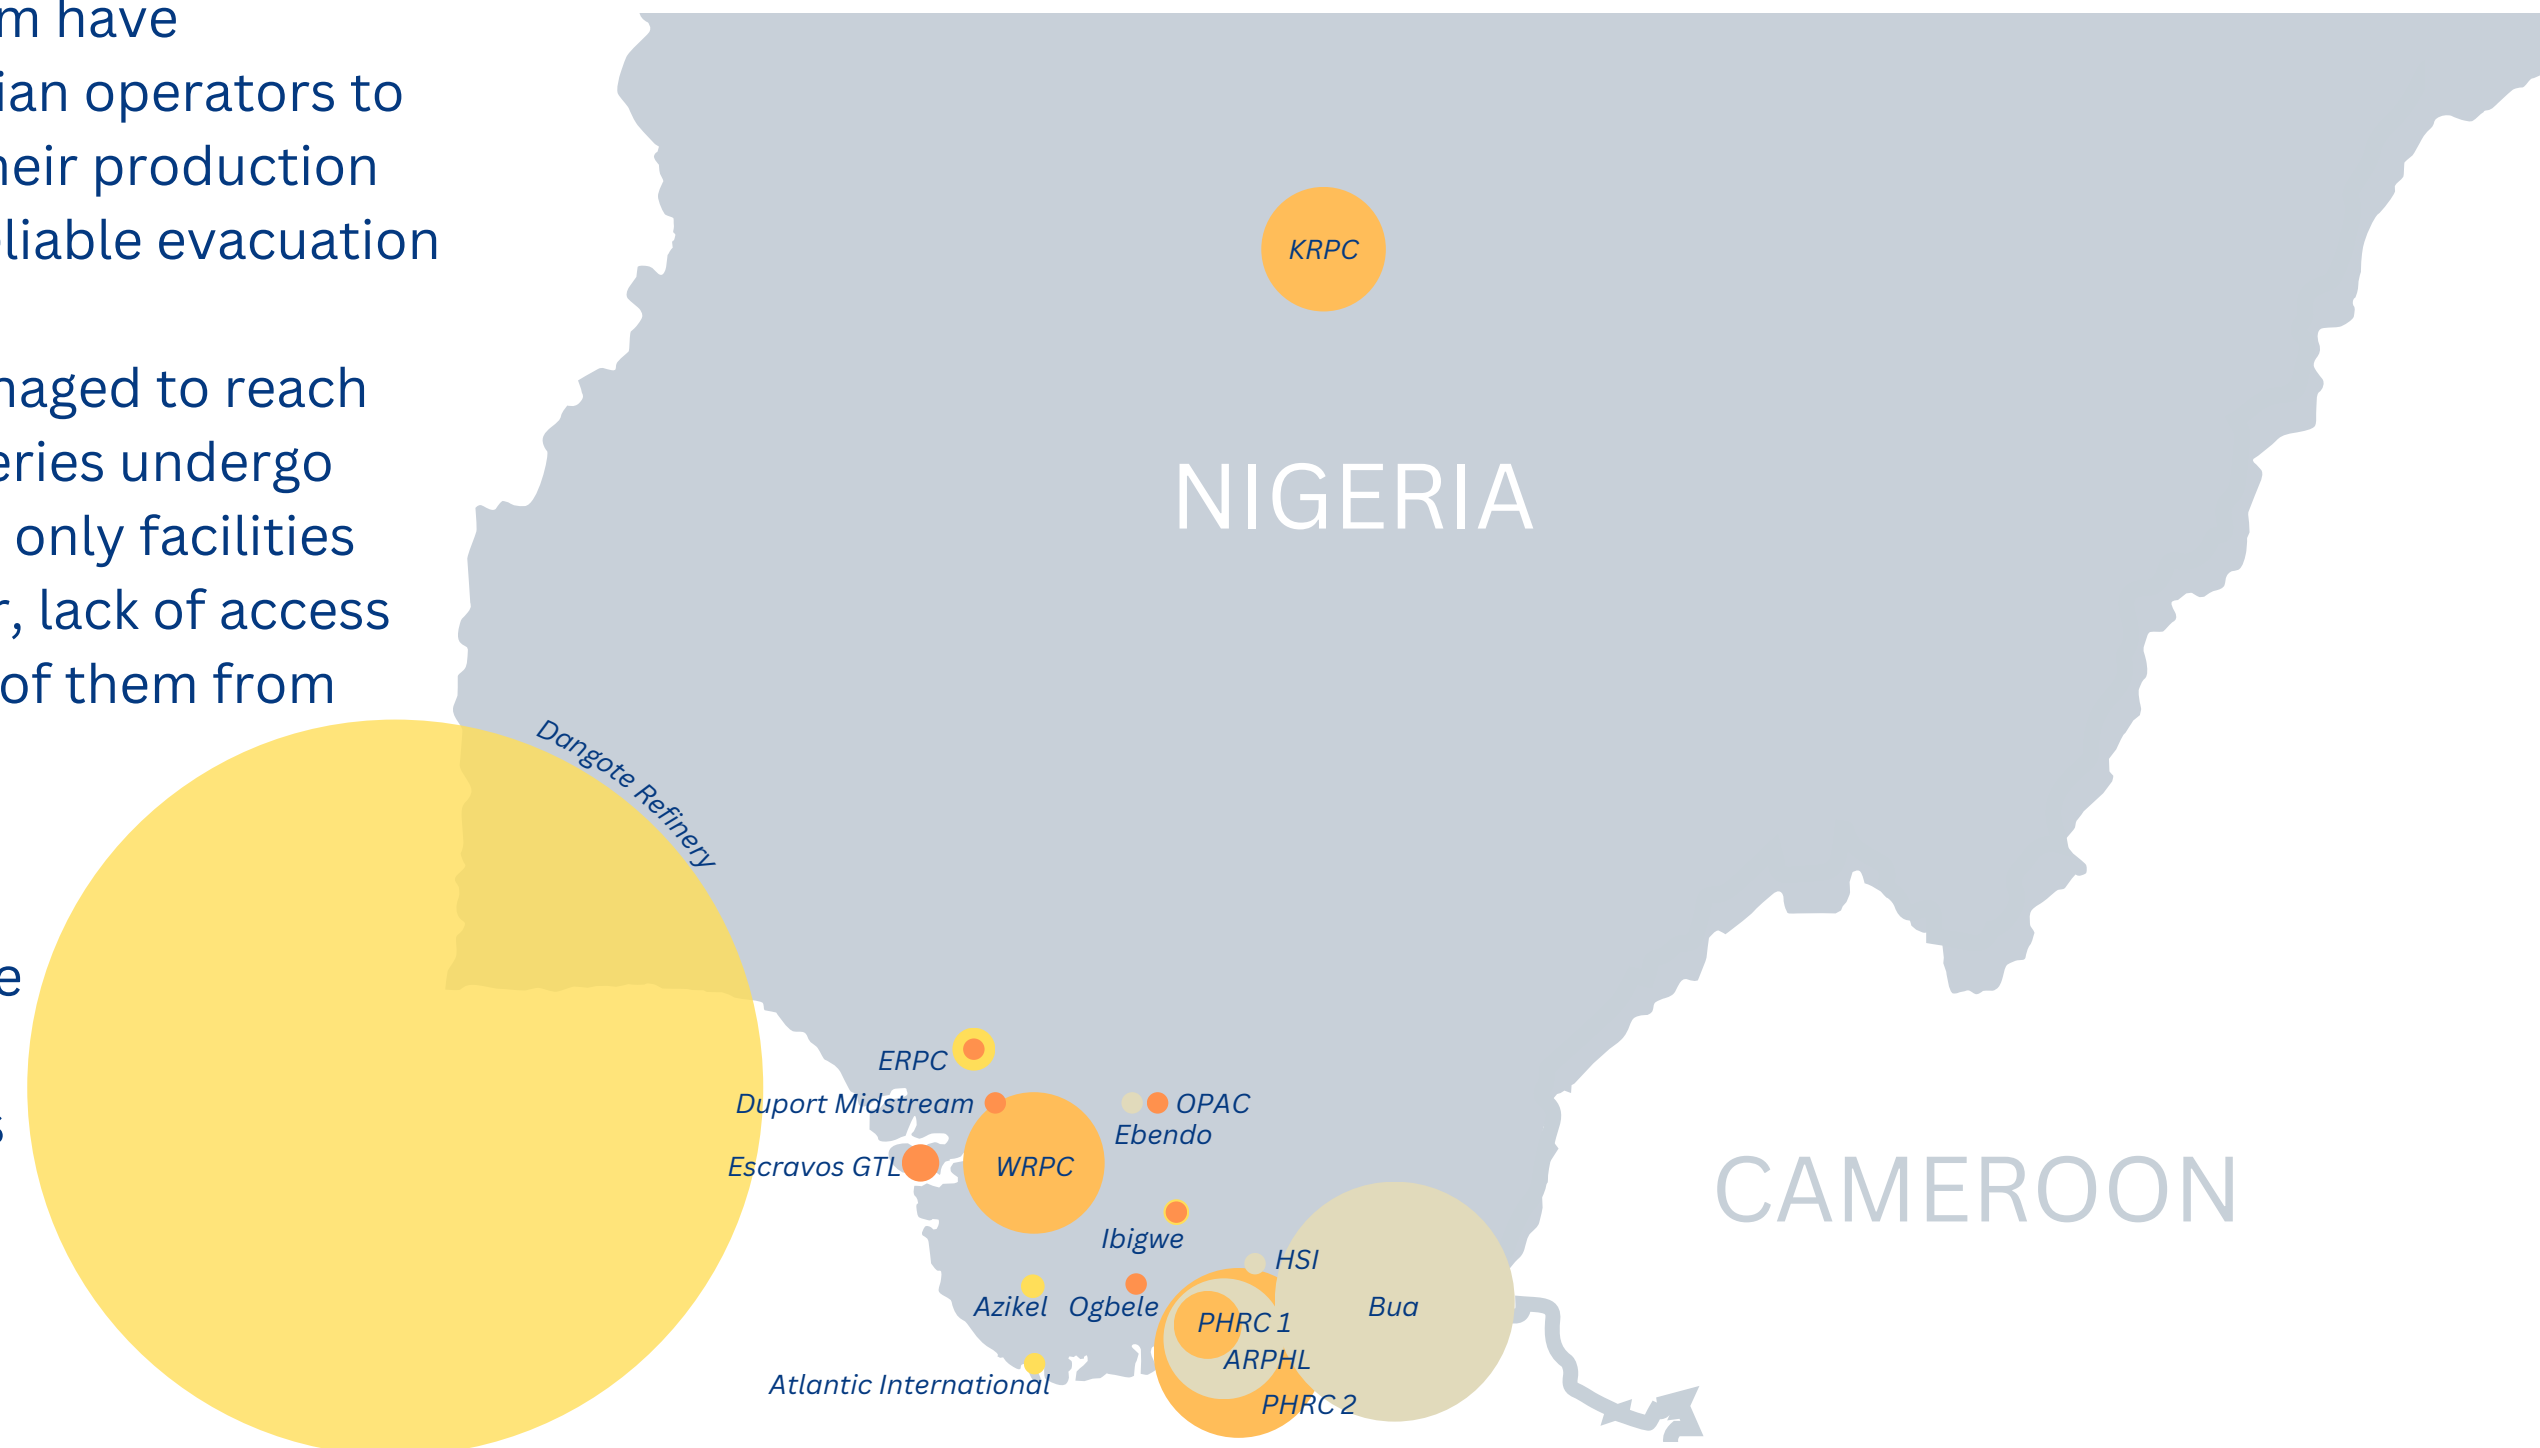 m have
ian operators to
heir production
liable evacuation
naged to reach
eries undergo
only facilities
r, lack of access
of them from
e
s
KRPC
NIGERIA
Dangote Refinery
ERPC
Duport Midstream
OPAC
Ebendo
Escravos GTL
WRPC
CAMEROON
Ibigwe
HSI
Azikel
Ogbele
PHRC 1
Bua
ARPHL
Atlantic International
PHRC 2